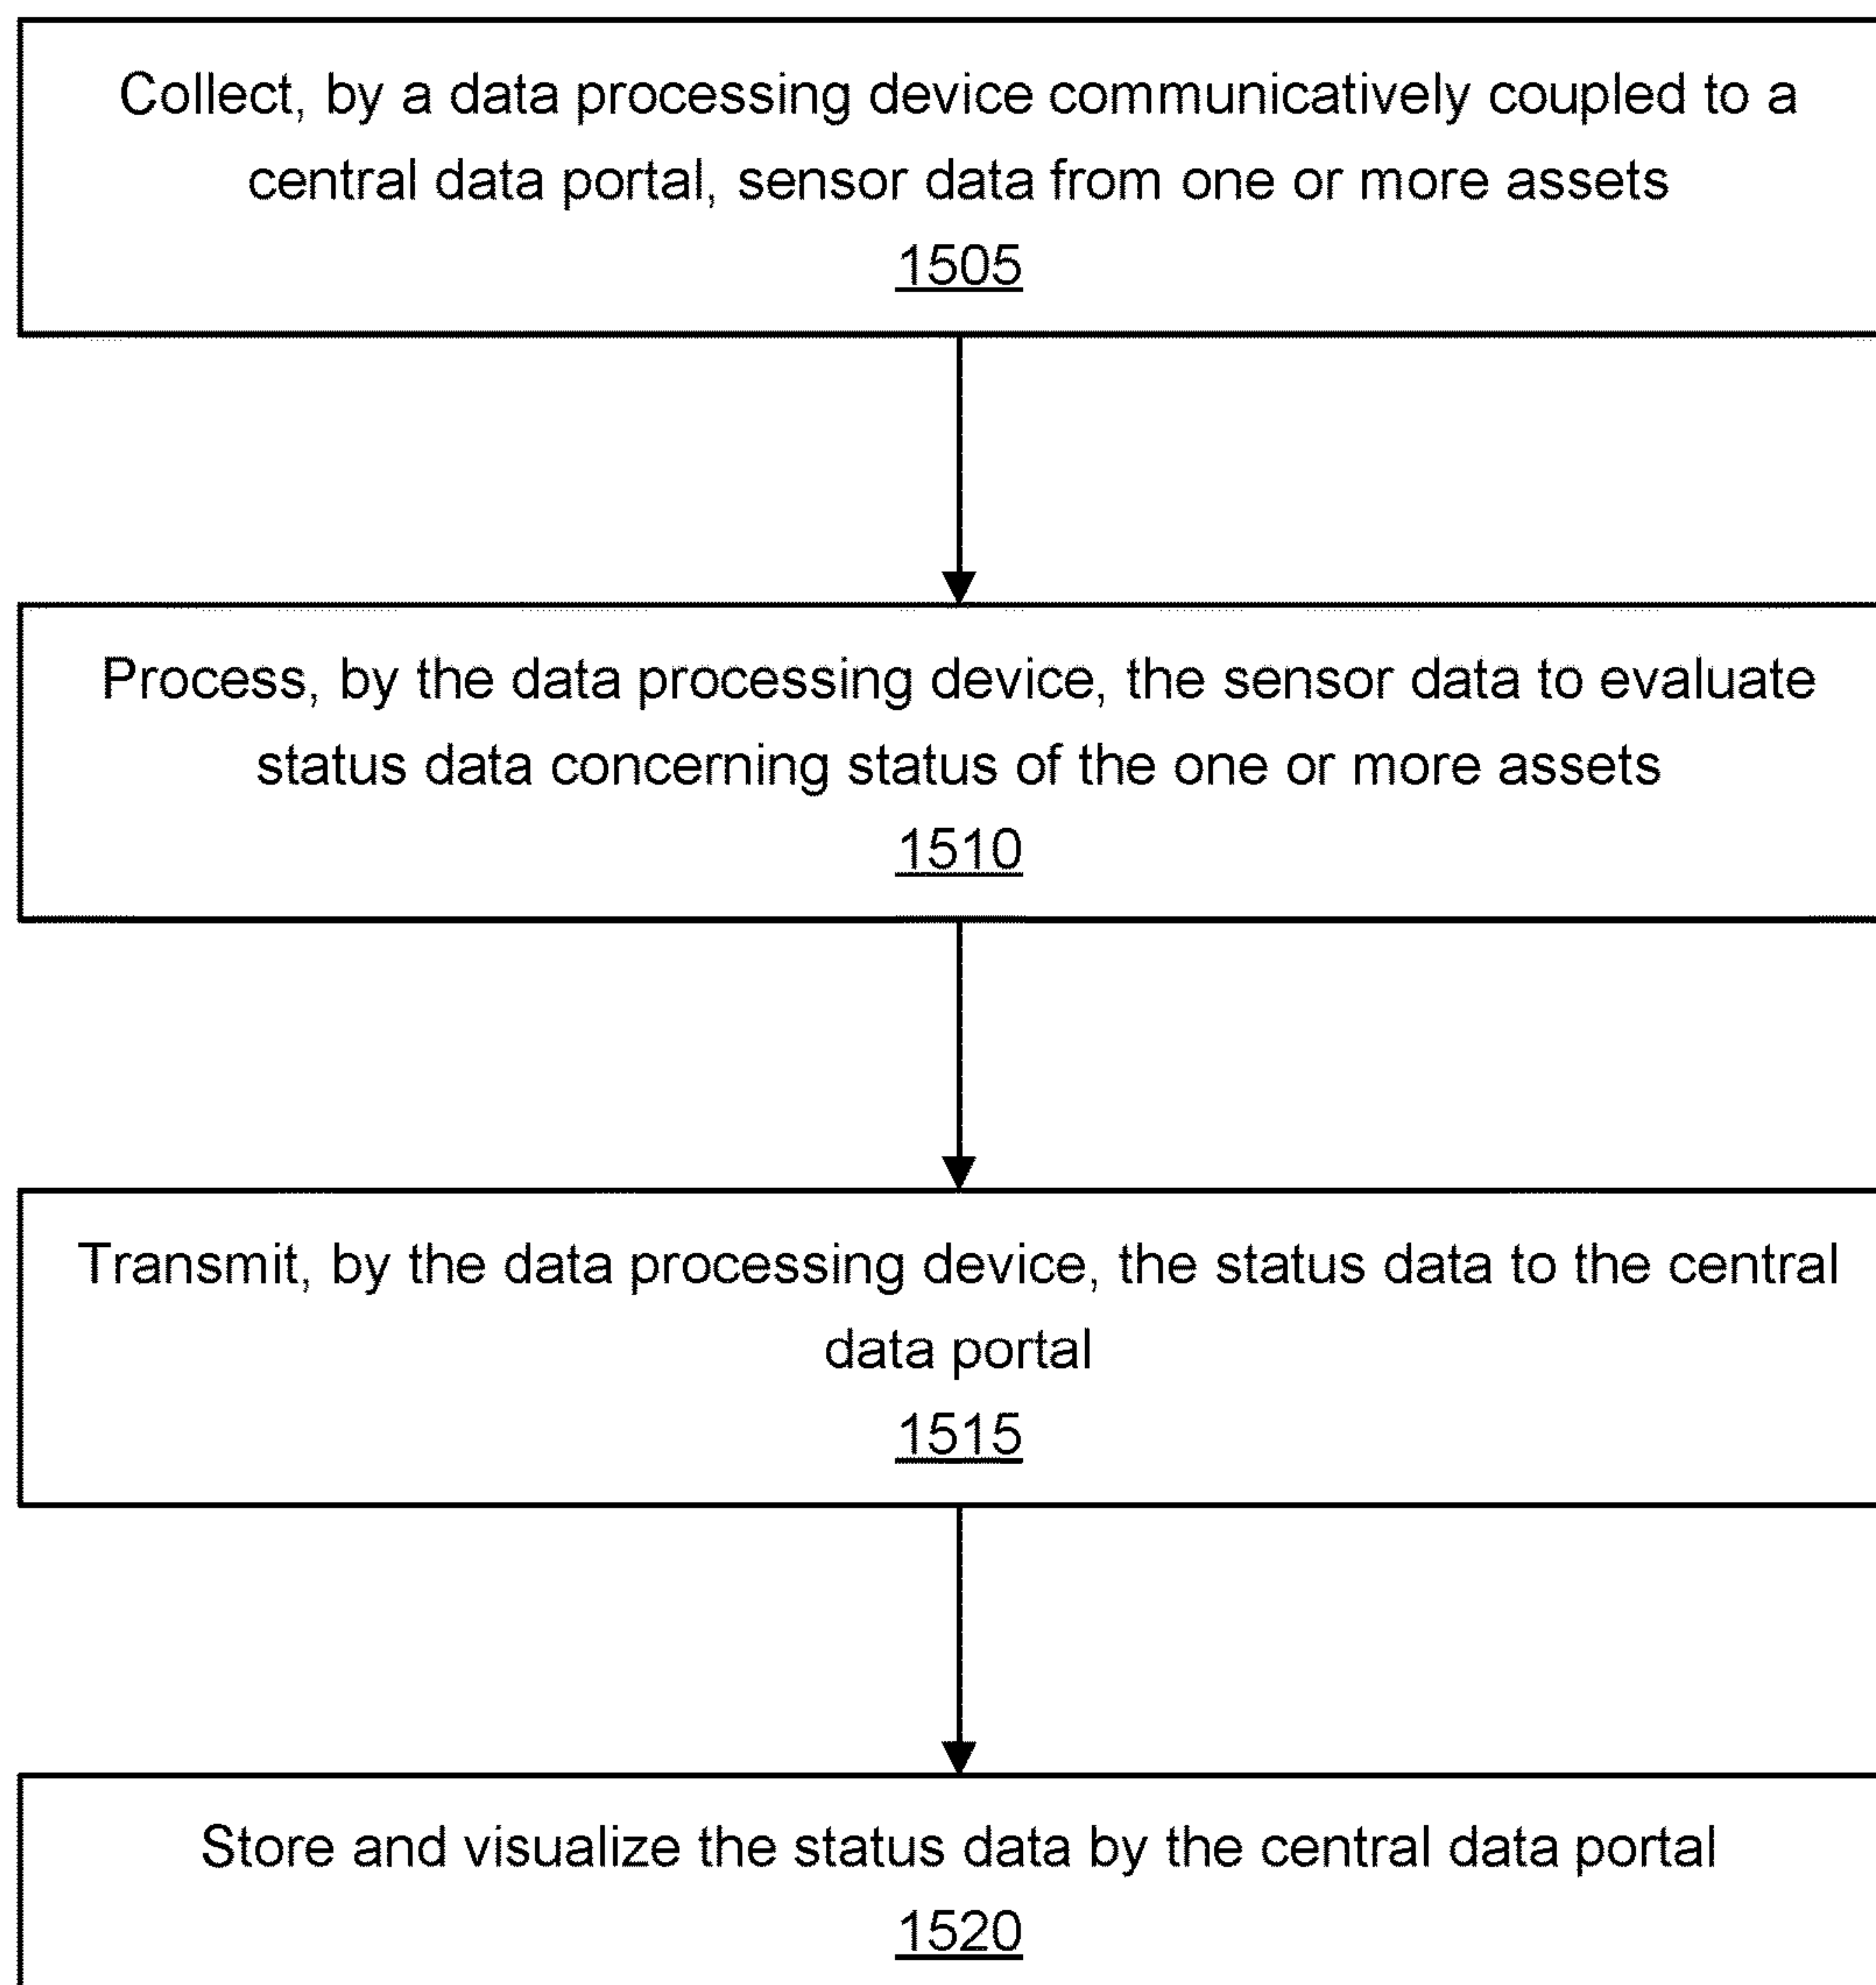 Collect, by a data processing device communicatively coupled to a
central data portal, sensor data from one or more assets
1505
Process, by the data processing device, the sensor data to evaluate
status data concerning status of the one or more assets
1510
Transmit, by the data processing device, the status data to the central
data portal
1515
Store and visualize the status data by the central data portal
1520